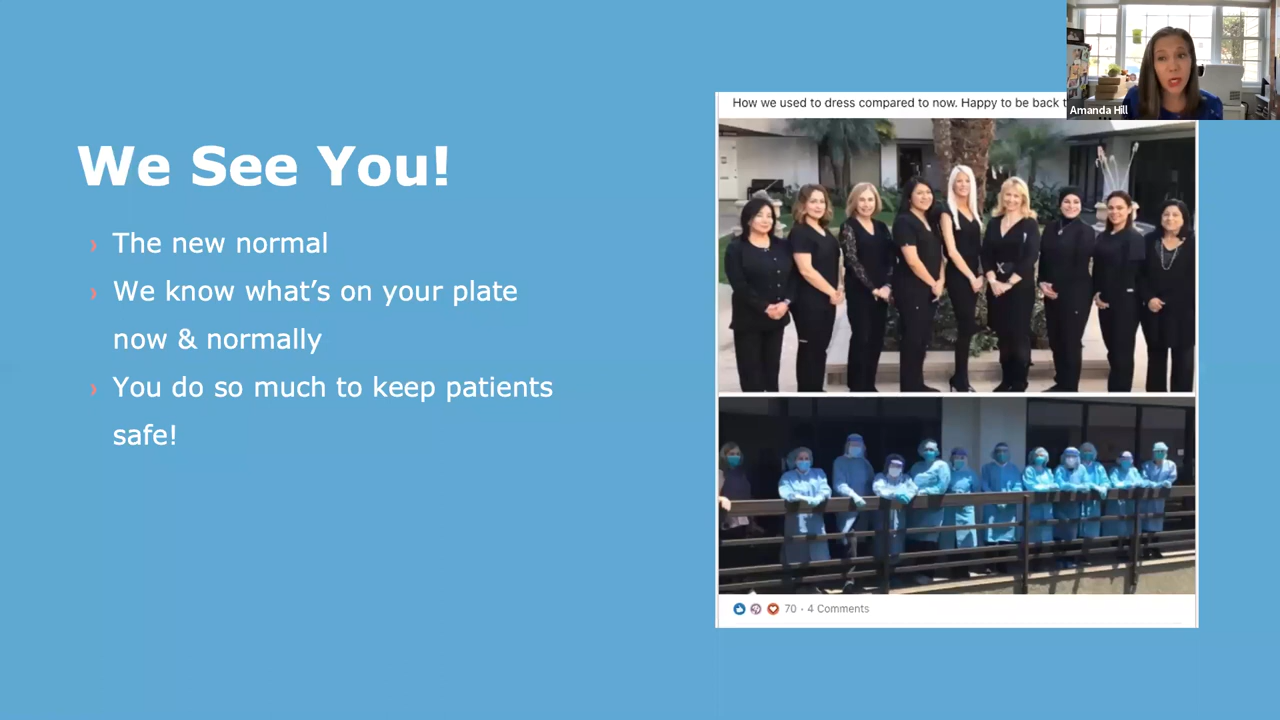 How we used to dress compared to now. Happy to be back
Amanda Hill
We See You!
The new normal
We know what's on your plate
now & normally
You do so much to keep patients
safe!
70 · 4 Comments